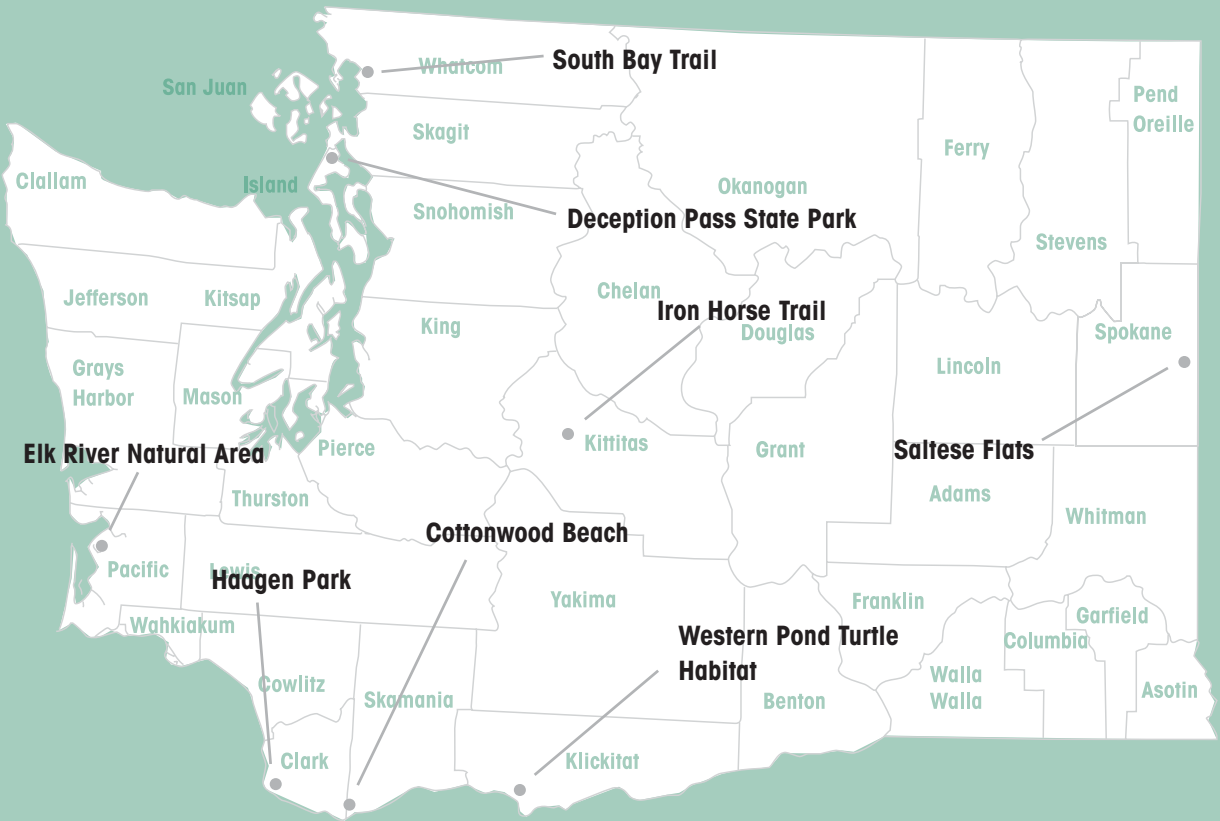 South Bay Trail
Whatcom
San Juan
Pend
Oreille
Skagit
Ferry
Clallam
Island
Okanogan
Snohomish
Deception Pass State Park
Stevens
Jefferson
Kitsap
Chelan
Iron Horse Trail
King
Douglas
Spokane
Grays
Harbor
Mason
Lincoln
Pierce
Kittitas
Grant
Saltese Flats
Elk River Natural Area
Thurston
Adams
Whitman
Cottonwood Beach
Pacific
Lewis
Haagen Park
Yakima
Franklin
Garfield
Wahkiakum
Columbia
Western Pond Turtle
Habitat
Cowlitz
Skamania
Benton
Walla
Walla
Asotin
Clark
Klickitat